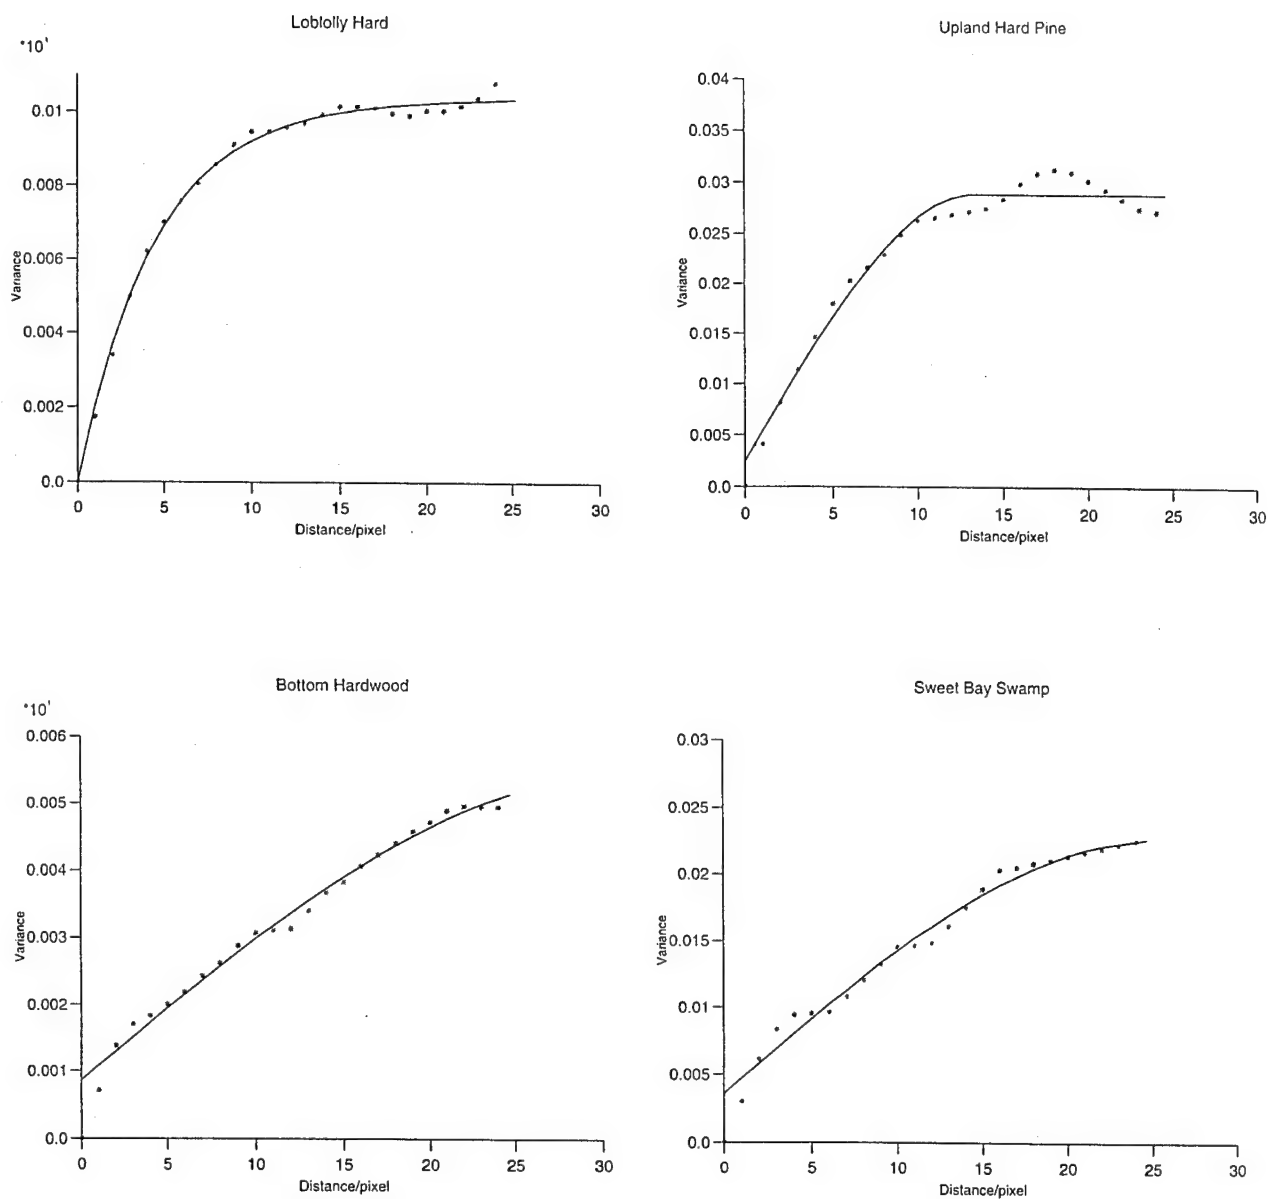 Loblolly Hard
*10¹
0.01
0.008
0.006
0.004
0.002
0.0
Variance
0 5 10 15 20 25 30
Distance/pixel
Upland Hard Pine
0.04
0.035
0.03
0.025
0.02
0.015
0.01
0.005
0.0
Variance
0 5 10 15 20 25 30
Distance/pixel
Bottom Hardwood
*10¹
0.006
0.005
0.004
0.003
0.002
0.001
0.0
Variance
0 5 10 15 20 25 30
Distance/pixel
Sweet Bay Swamp
0.03
0.025
0.02
0.015
0.01
0.005
0.0
Variance
0 5 10 15 20 25 30
Distance/pixel